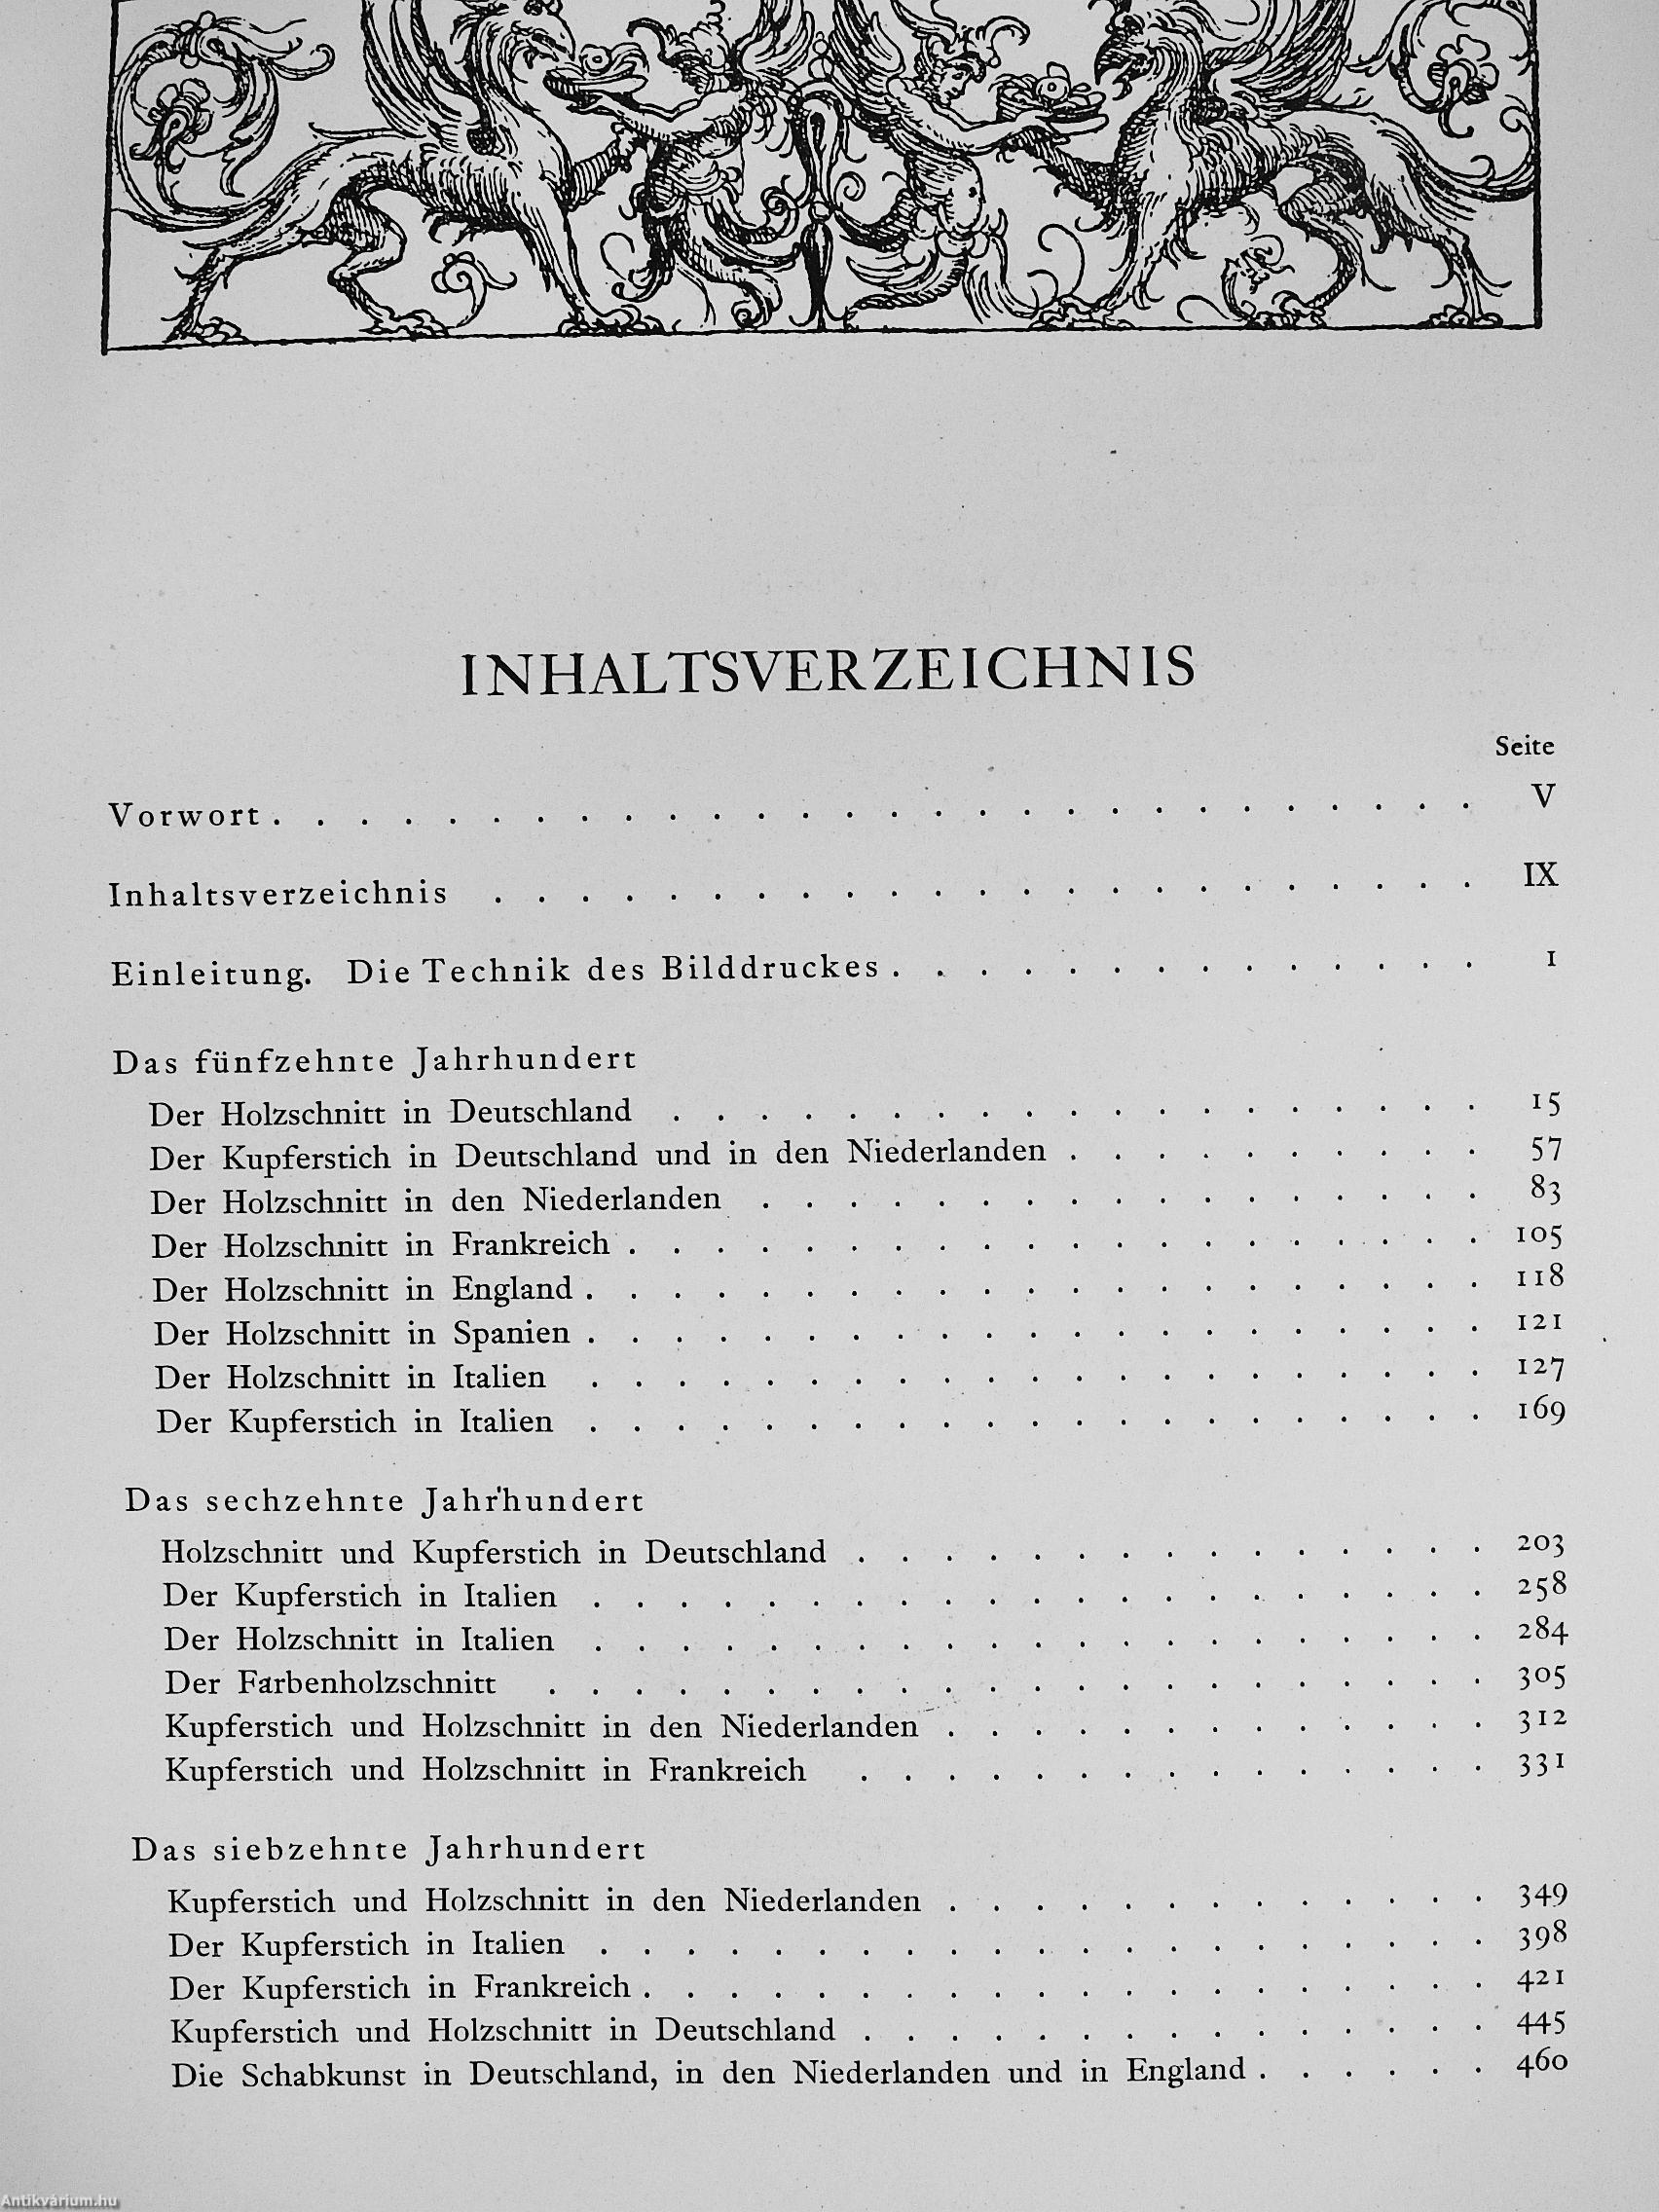 INHALTSVERZEICHNIS
Seite
Vorwort . . . . . . . . . . . . . . . . . . . . . . . . . . . . V
Inhaltsverzeichnis . . . . . . . . . . . . . . . . . . . . . . . IX
Einleitung. Die Technik des Bilddruckes . . . . . . . . . . . . . . 1
Das fünfzehnte Jahrhundert
Der Holzschnitt in Deutschland . . . . . . . . . . . . . . . . . . . 15
Der Kupferstich in Deutschland und in den Niederlanden . . . . . . . . . . 57
Der Holzschnitt in den Niederlanden . . . . . . . . . . . . . . . . . 83
Der Holzschnitt in Frankreich . . . . . . . . . . . . . . . . . . . . 105
Der Holzschnitt in England . . . . . . . . . . . . . . . . . . . . . 118
Der Holzschnitt in Spanien . . . . . . . . . . . . . . . . . . . . . 121
Der Holzschnitt in Italien . . . . . . . . . . . . . . . . . . . . . 127
Der Kupferstich in Italien . . . . . . . . . . . . . . . . . . . . . 169
Das sechzehnte Jahrhundert
Holzschnitt und Kupferstich in Deutschland . . . . . . . . . . . . . . . 203
Der Kupferstich in Italien . . . . . . . . . . . . . . . . . . . . . 258
Der Holzschnitt in Italien . . . . . . . . . . . . . . . . . . . . . 284
Der Farbenholzschnitt . . . . . . . . . . . . . . . . . . . . . . 305
Kupferstich und Holzschnitt in den Niederlanden . . . . . . . . . . . . . 312
Kupferstich und Holzschnitt in Frankreich . . . . . . . . . . . . . . . 331
Das siebzehnte Jahrhundert
Kupferstich und Holzschnitt in den Niederlanden . . . . . . . . . . . . . 349
Der Kupferstich in Italien . . . . . . . . . . . . . . . . . . . . . 398
Der Kupferstich in Frankreich . . . . . . . . . . . . . . . . . . . . 421
Kupferstich und Holzschnitt in Deutschland . . . . . . . . . . . . . . . 445
Die Schabkunst in Deutschland, in den Niederlanden und in England . . . . . . 460
Antikvárium.hu